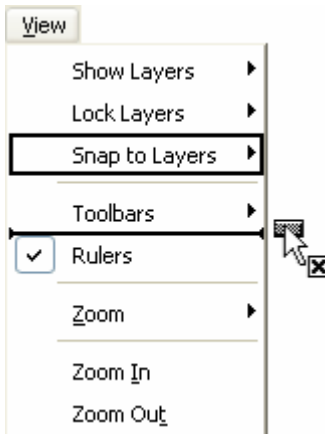 View
Show Layers
Lock Layers
Snap to Layers
Toolbars
Rulers
Zoom
Zoom In
Zoom Out